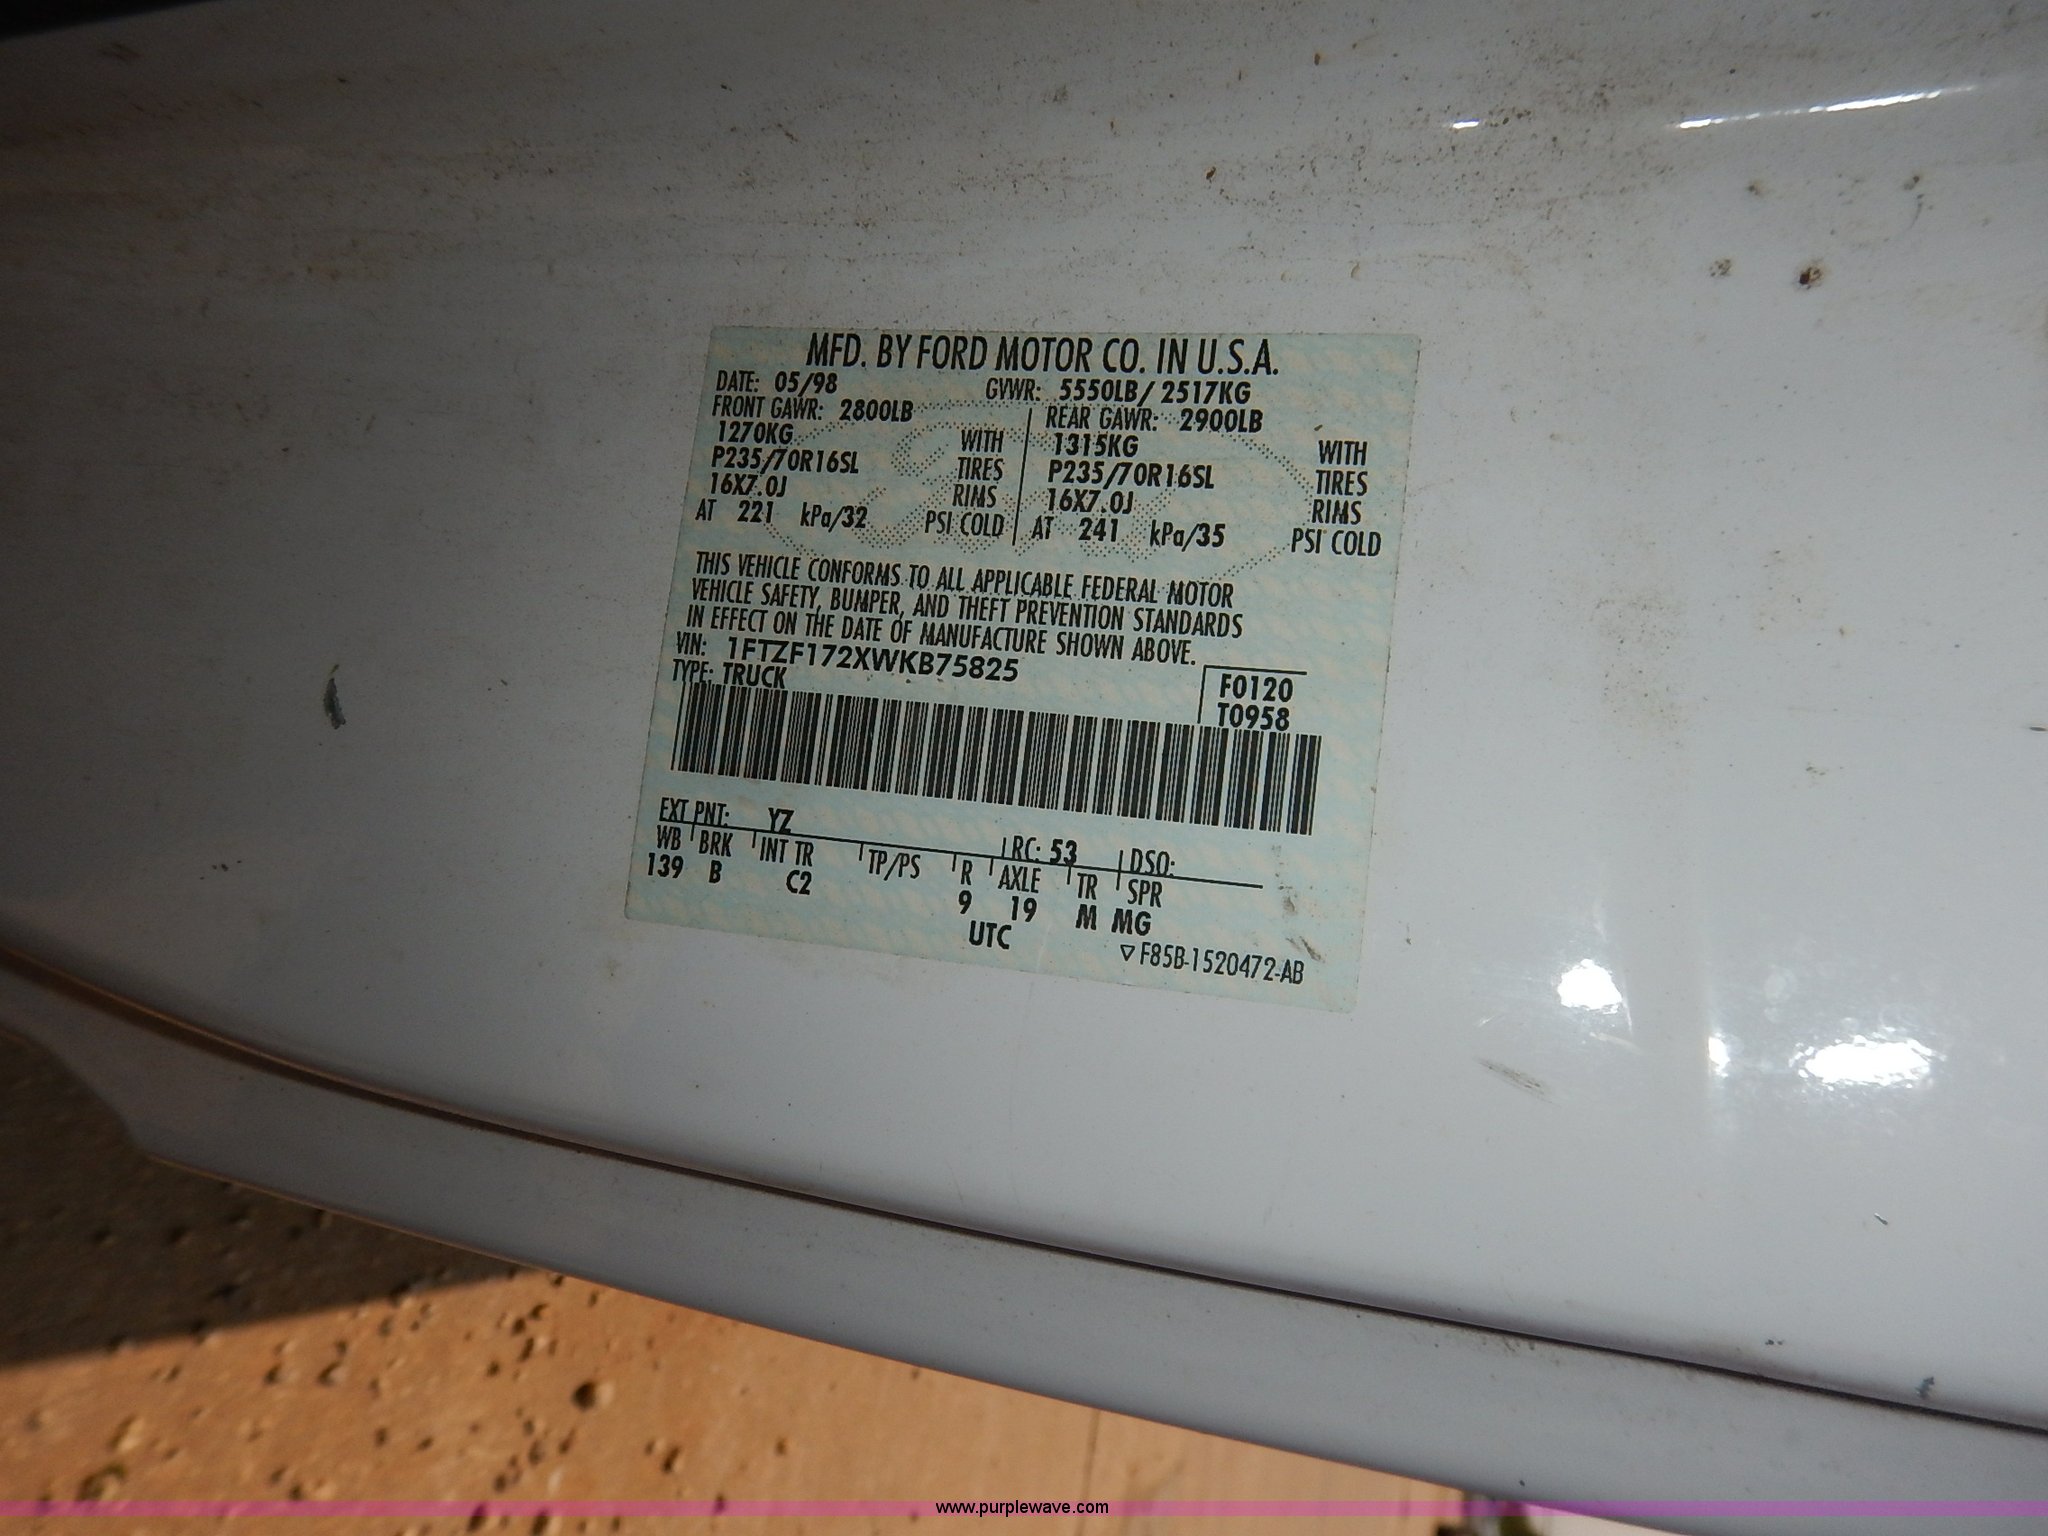 MFD. BY FORD MOTOR CO. IN U.S.A.
DATE: 05/98 GVWR: 5550LB/ 2517KG
FRONT GAWR: 2800LB REAR GAWR: 2900LB
1270KG WITH 1315KG WITH
P235/70R16SL TIRES P235/70R16SL TIRES
16X7.0J RIMS 16X7.0J RIMS
AT 221 kPa/32 PSI COLD AT 241 kPa/35 PSI COLD
THIS VEHICLE CONFORMS TO ALL APPLICABLE FEDERAL MOTOR
VEHICLE SAFETY, BUMPER, AND THEFT PREVENTION STANDARDS
IN EFFECT ON THE DATE OF MANUFACTURE SHOWN ABOVE.
VIN: 1FTZF172XWKB75825
TYPE: TRUCK
F0120
T0958
EXT PNT: YZ RC: 53 DSO:
WB BRK INT TR TP/PS R AXLE TR SPR
139 B C2 9 19 M MG
UTC
▽ F85B-1520472-AB
www.purplewave.com